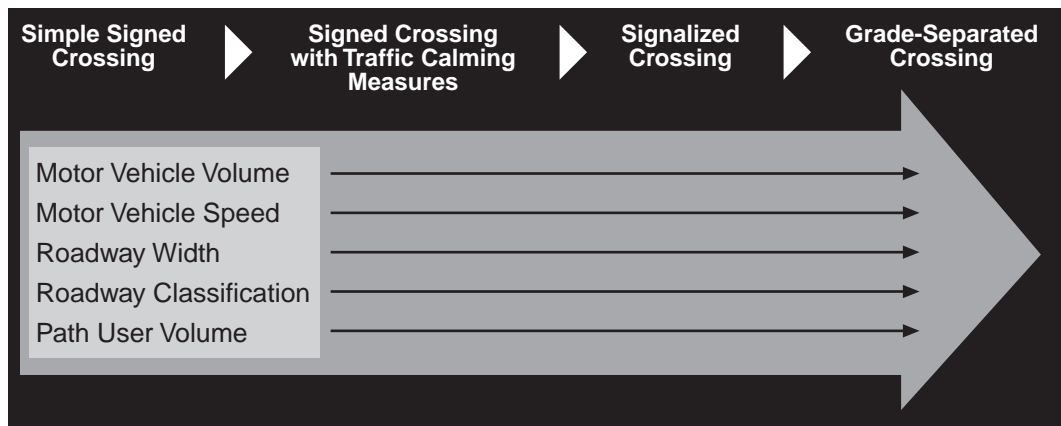 Simple Signed
Crossing
Signed Crossing
with Traffic Calming
Measures
Signalized
Crossing
Grade-Separated
Crossing
Motor Vehicle Volume
Motor Vehicle Speed
Roadway Width
Roadway Classification
Path User Volume